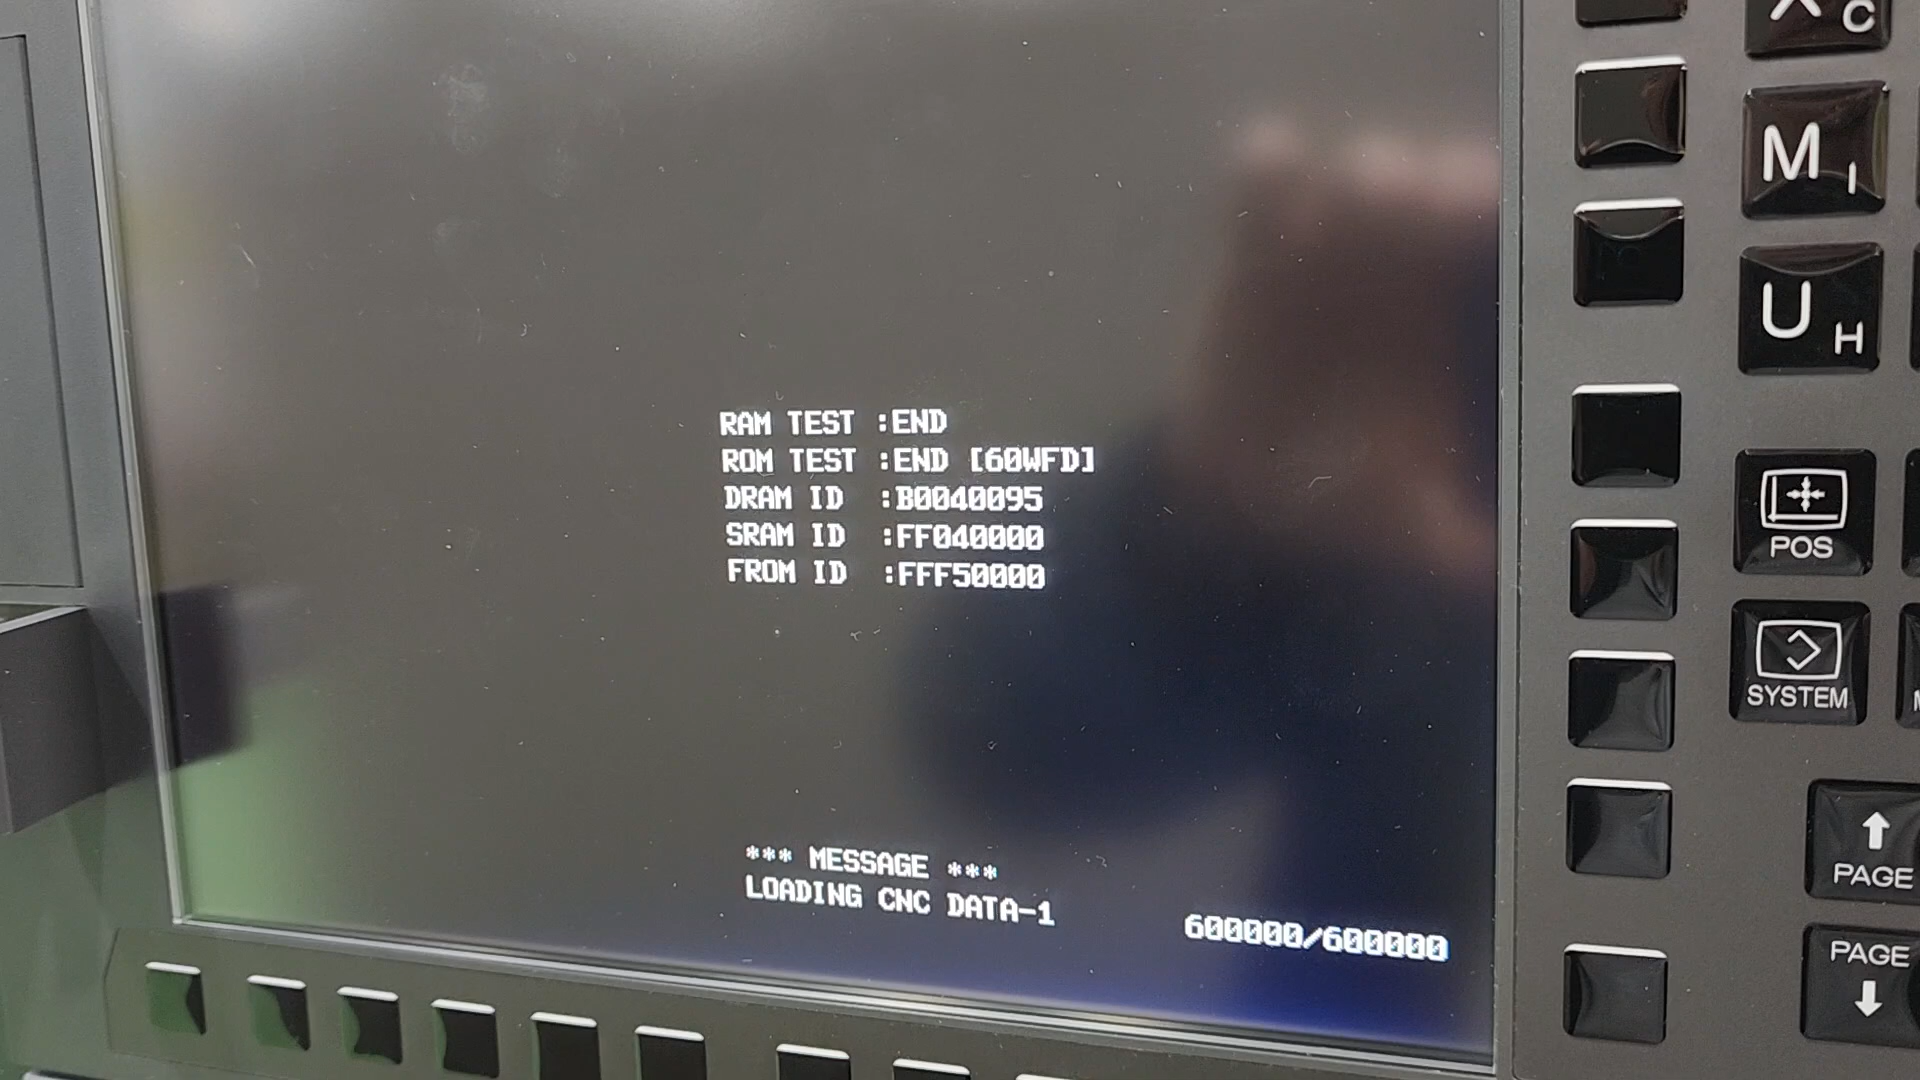 RAM TEST :END
ROM TEST :END [60WFD]
DRAM ID :B0040095
SRAM ID :FF040000
FROM ID :FFF50000
*** MESSAGE ***
LOADING CNC DATA-1
600000/600000
C
M I
U H
POS
SYSTEM
PAGE
PAGE